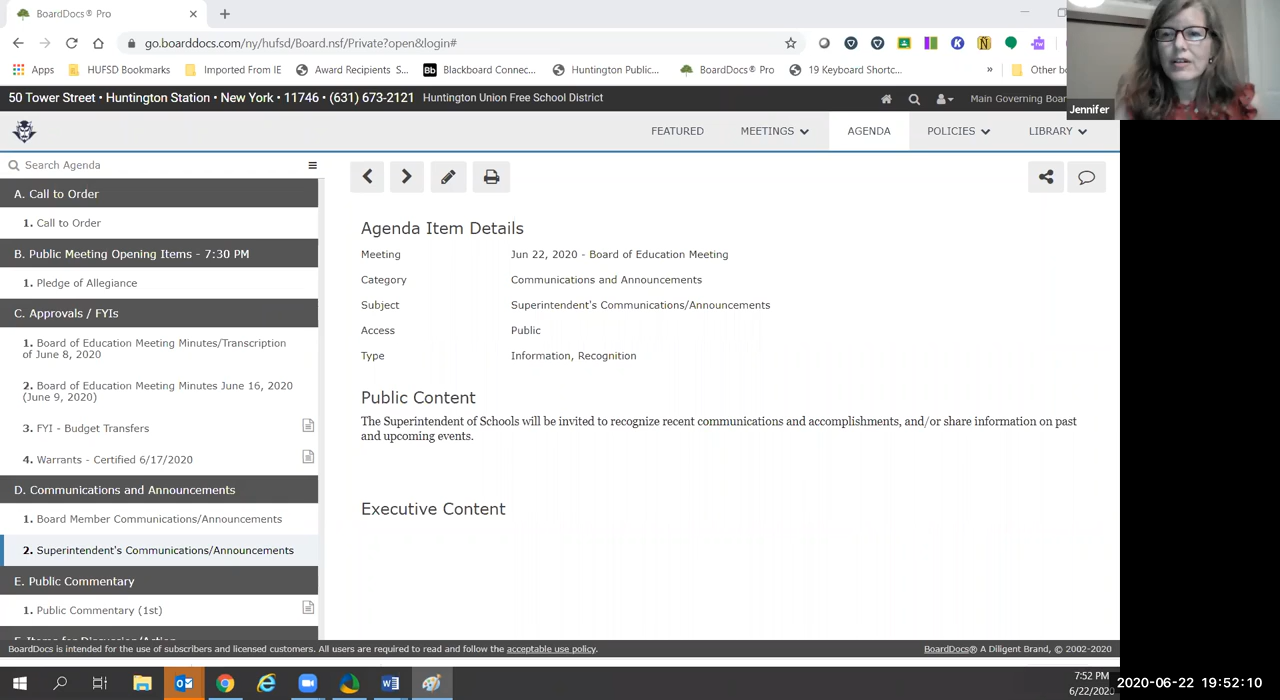 BoardDocs® Pro
go.boarddocs.com/ny/hufsd/Board.nsf/Private?open&login#
Apps
HUFSD Bookmarks
Imported From IE
Award Recipients S...
Bb Blackboard Connec...
Huntington Public...
BoardDocs® Pro
19 Keyboard Shortc...
»
Other bo
50 Tower Street • Huntington Station • New York • 11746 • (631) 673-2121 Huntington Union Free School District
Main Governing Boar
Jennifer
FEATURED
MEETINGS
AGENDA
POLICIES
LIBRARY
Search Agenda
A. Call to Order
1. Call to Order
B. Public Meeting Opening Items - 7:30 PM
1. Pledge of Allegiance
C. Approvals / FYIs
1. Board of Education Meeting Minutes/Transcription
of June 8, 2020
2. Board of Education Meeting Minutes June 16, 2020
(June 9, 2020)
3. FYI - Budget Transfers
4. Warrants - Certified 6/17/2020
D. Communications and Announcements
1. Board Member Communications/Announcements
2. Superintendent's Communications/Announcements
E. Public Commentary
1. Public Commentary (1st)
F. Items for Discussion/Action
Agenda Item Details
Meeting Jun 22, 2020 - Board of Education Meeting
Category Communications and Announcements
Subject Superintendent's Communications/Announcements
Access Public
Type Information, Recognition
Public Content
The Superintendent of Schools will be invited to recognize recent communications and accomplishments, and/or share information on past
and upcoming events.
Executive Content
BoardDocs is intended for the use of subscribers and licensed customers. All users are required to read and follow the acceptable use policy.
BoardDocs® A Diligent Brand, © 2002-2020
7:52 PM
6/22/2020
2020-06-22 19:52:10